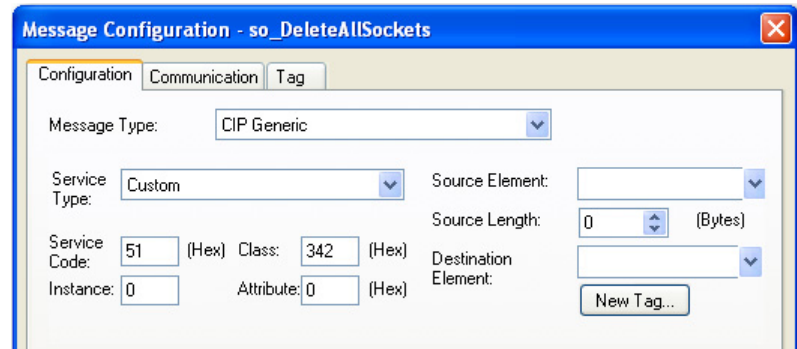 Message Configuration - so_DeleteAllSockets
Configuration Communication Tag
Message Type: CIP Generic
Service Type: Custom
Source Element:
Source Length: 0 (Bytes)
Service Code: 51 (Hex) Class: 342 (Hex)
Destination Element:
Instance: 0 Attribute: 0 (Hex)
New Tag...